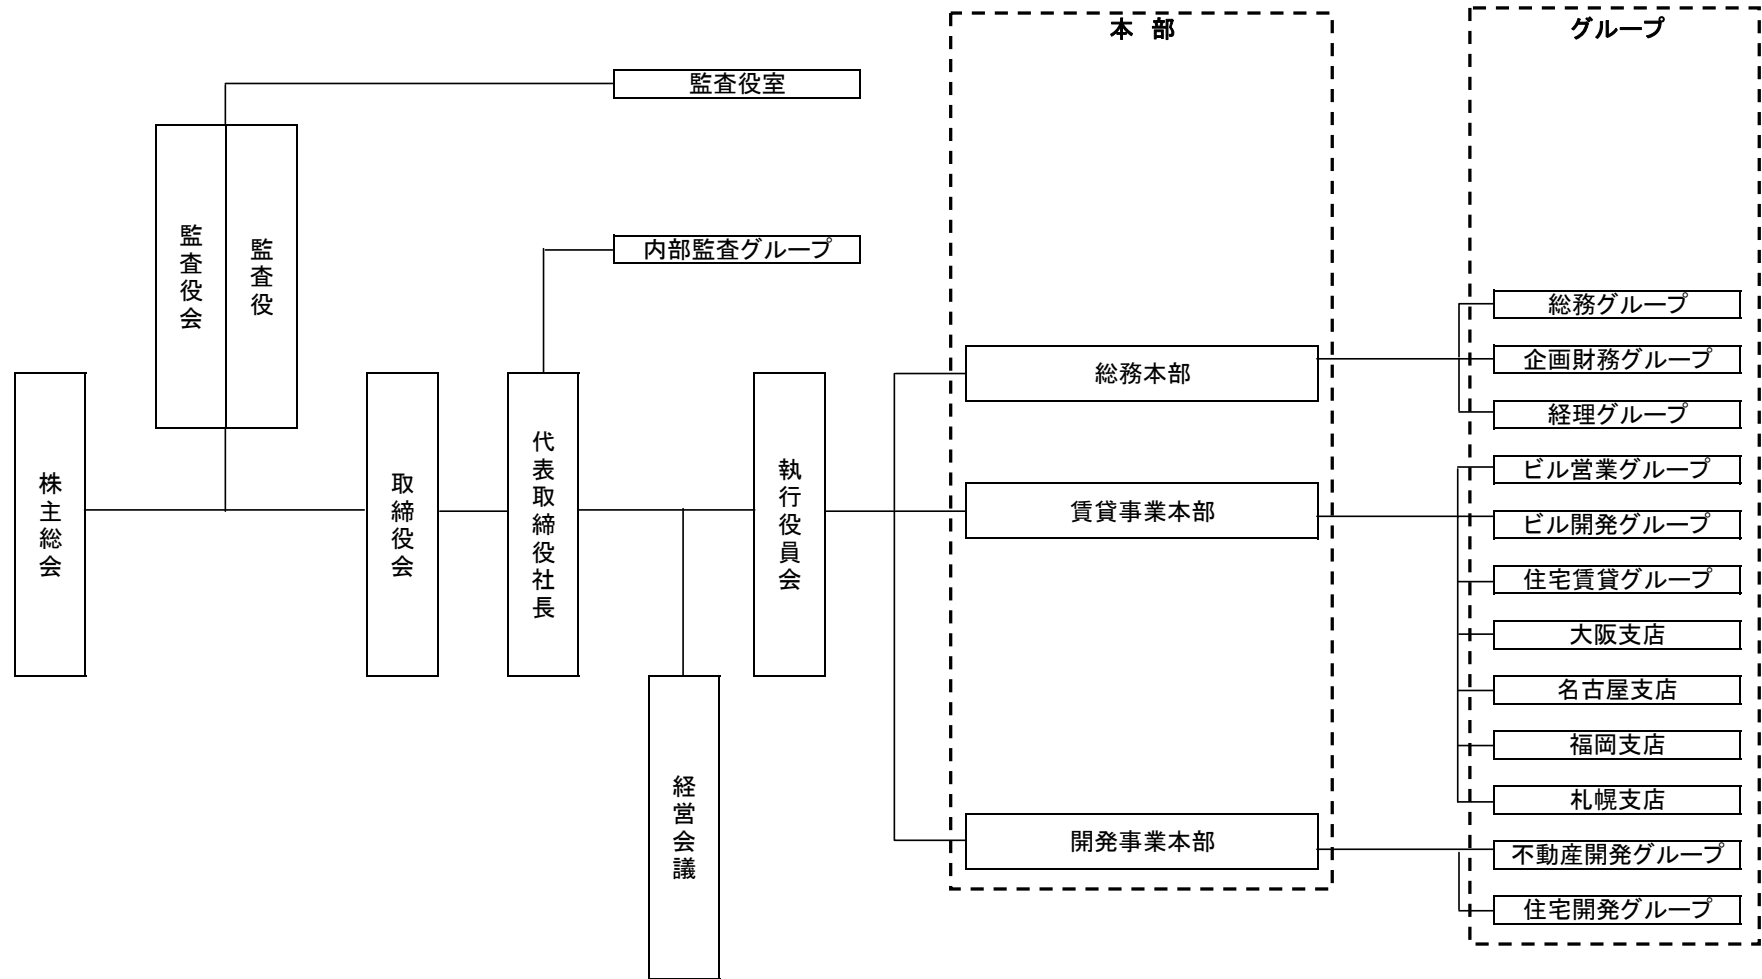 本 部
グループ
監査役室
監査役会
監査役
内部監査グループ
株主総会
取締役会
代表取締役社長
経営会議
執行役員会
総務本部
賃貸事業本部
開発事業本部
総務グループ
企画財務グループ
経理グループ
ビル営業グループ
ビル開発グループ
住宅賃貸グループ
大阪支店
名古屋支店
福岡支店
札幌支店
不動産開発グループ
住宅開発グループ